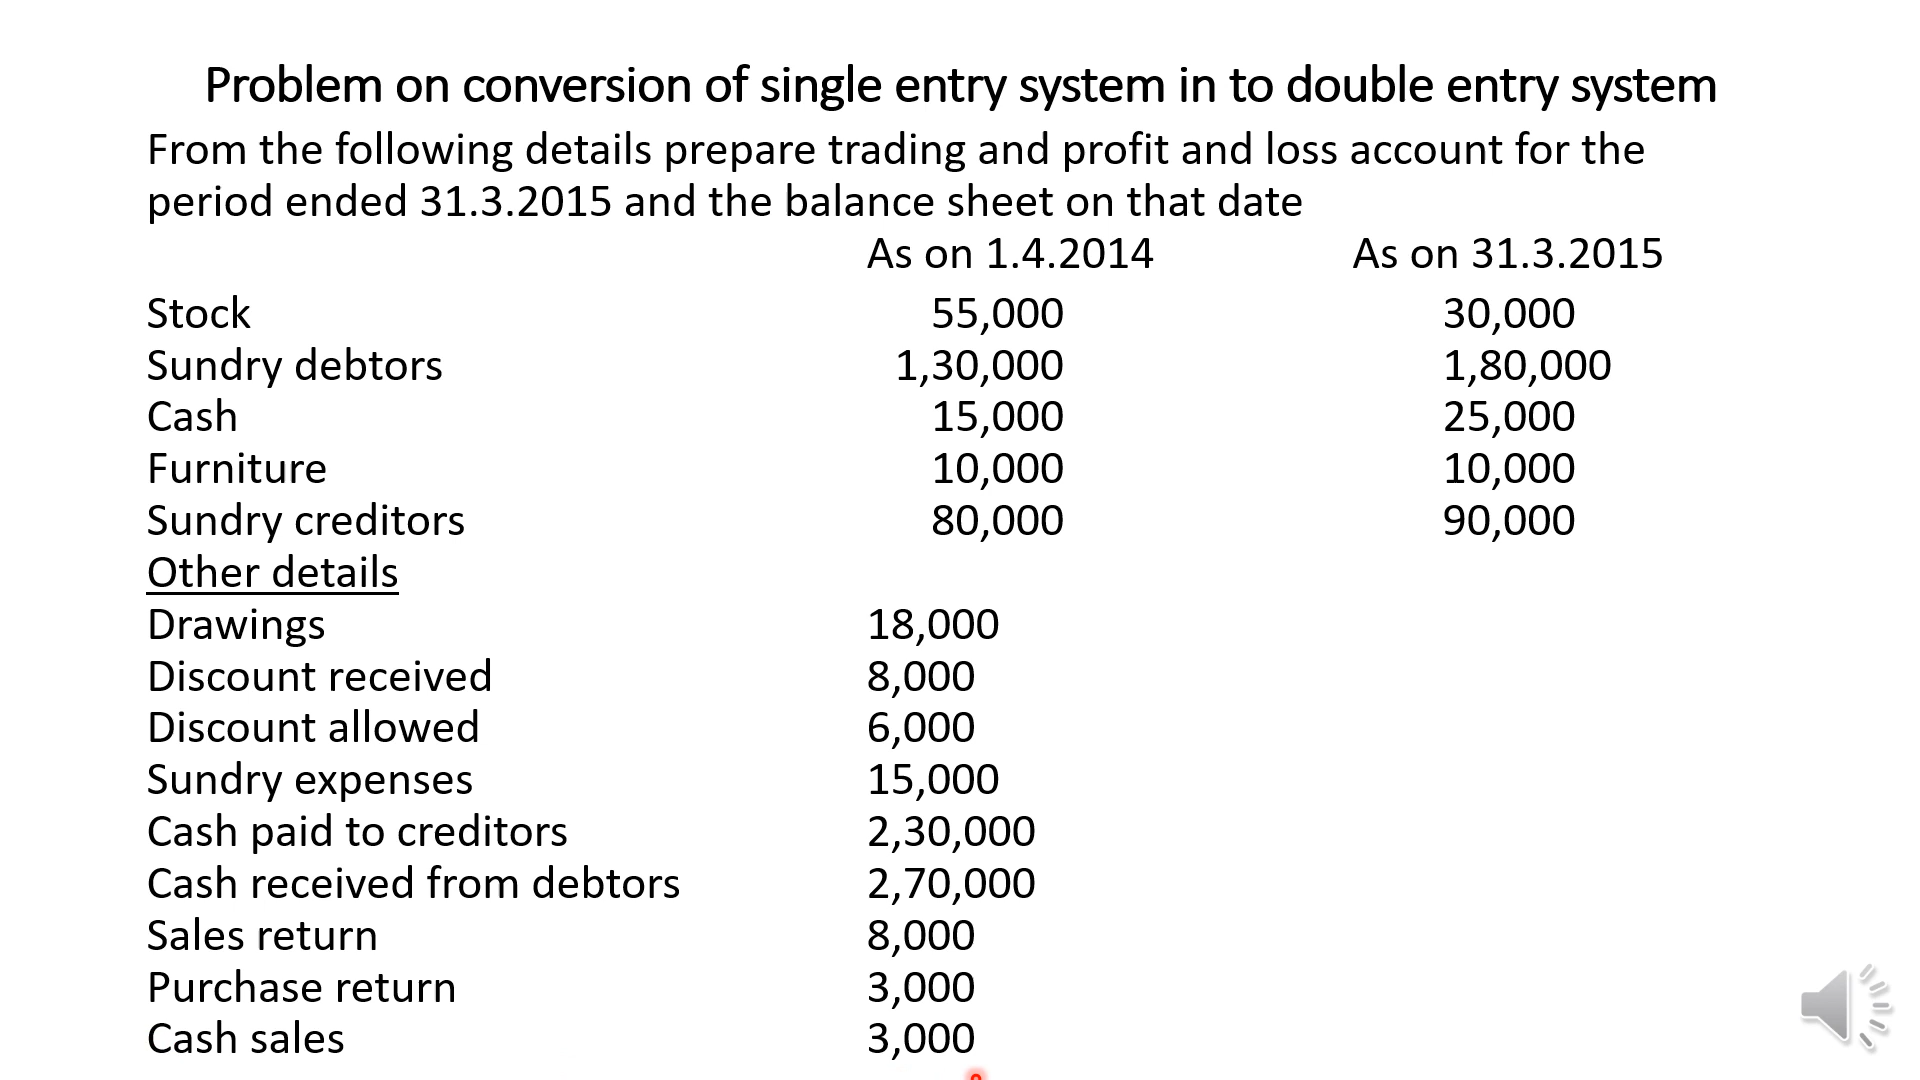 Problem on conversion of single entry system in to double entry system
From the following details prepare trading and profit and loss account for the
period ended 31.3.2015 and the balance sheet on that date
As on 1.4.2014 As on 31.3.2015
Stock 55,000 30,000
Sundry debtors 1,30,000 1,80,000
Cash 15,000 25,000
Furniture 10,000 10,000
Sundry creditors 80,000 90,000
Other details
Drawings 18,000
Discount received 8,000
Discount allowed 6,000
Sundry expenses 15,000
Cash paid to creditors 2,30,000
Cash received from debtors 2,70,000
Sales return 8,000
Purchase return 3,000
Cash sales 3,000